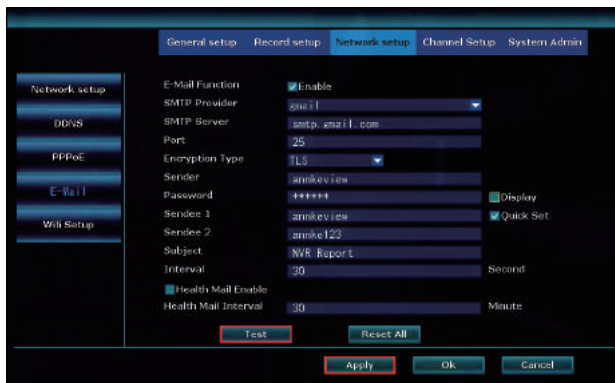 General setup Record setup Network setup Channel Setup System Admin
Network setup
DDNS
PPPoE
E-Mail
Wifi Setup
E-Mail Function Enable
SMTP Provider gmail
SMTP Server smtp.gmail.com
Port 25
Encryption Type TLS
Sender annkeview
Password ****** Display
Sendee 1 annkeview Quick Set
Sendee 2 annke123
Subject NVR Report
Interval 30 Second
Health Mail Enable
Health Mail Interval 30 Minute
Test Reset All
Apply Ok Cancel